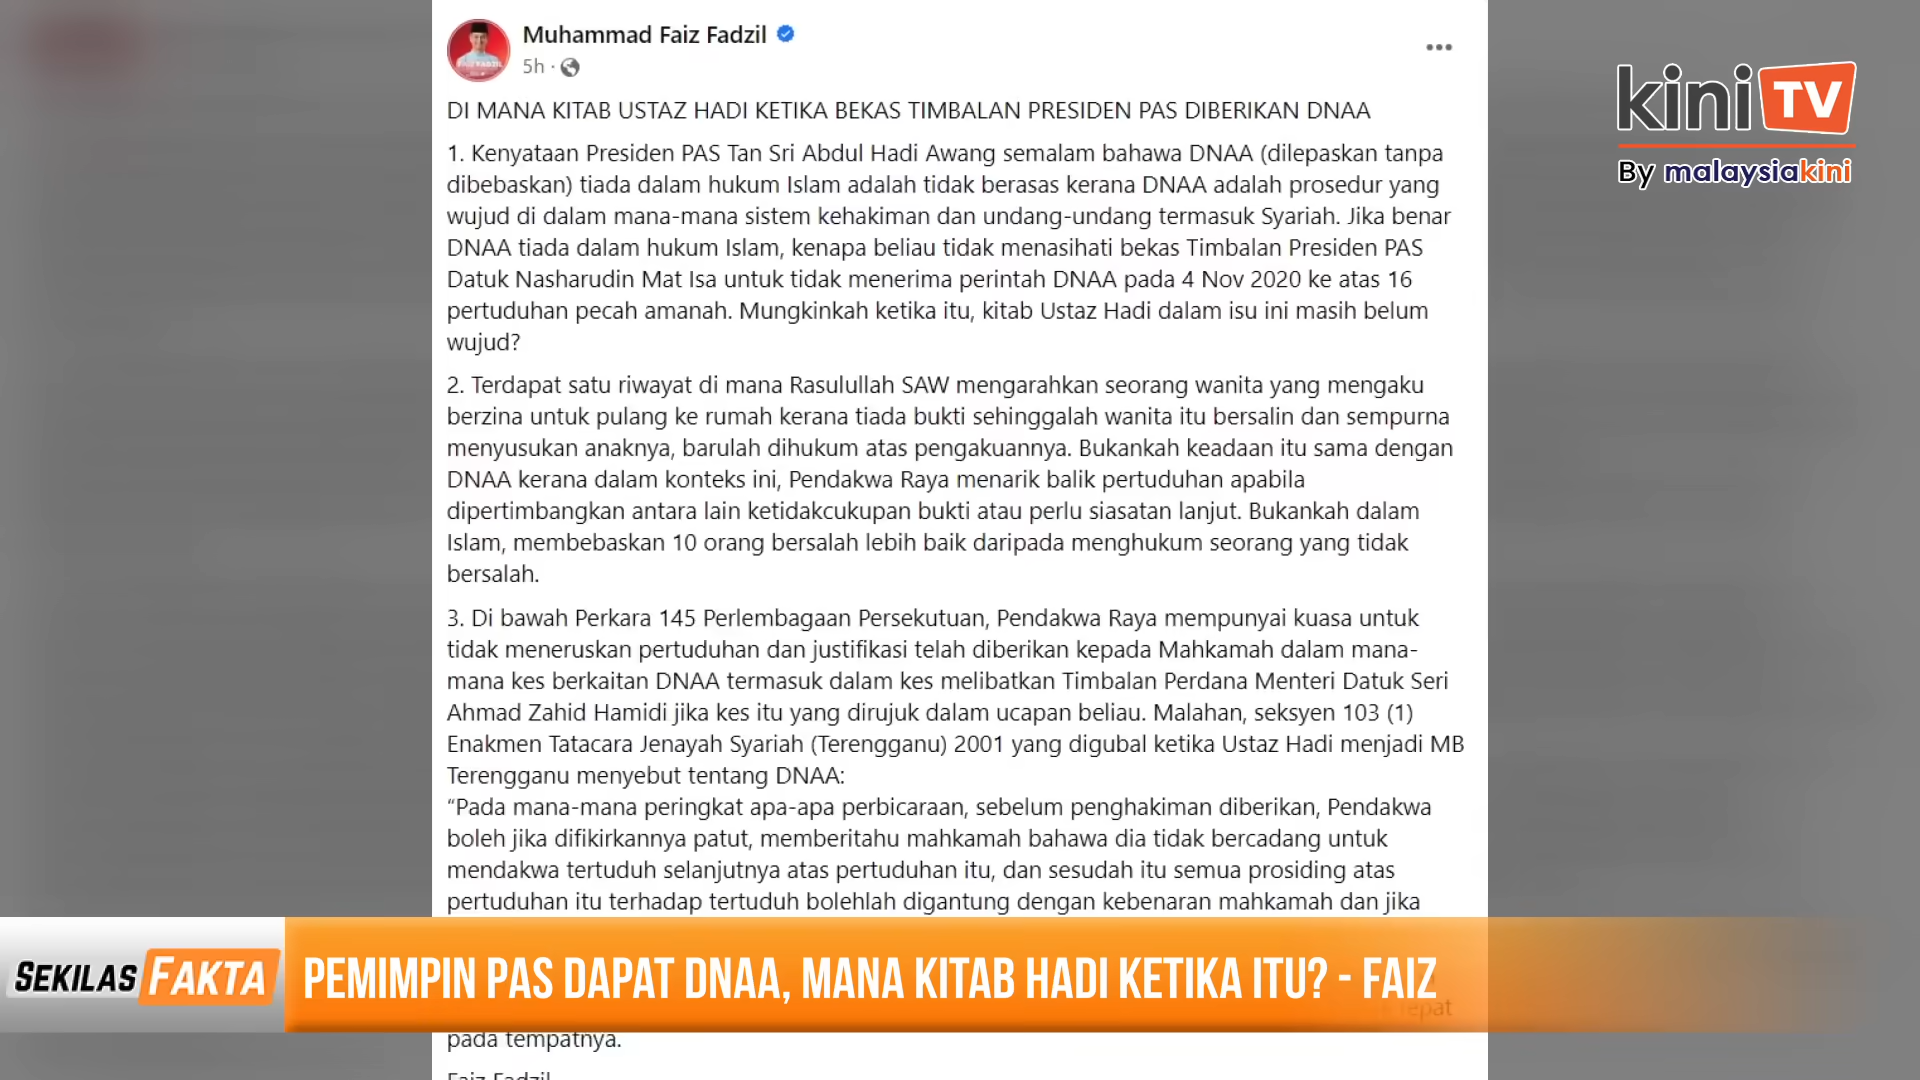 Muhammad Faiz Fadzil
5h ·
DI MANA KITAB USTAZ HADI KETIKA BEKAS TIMBALAN PRESIDEN PAS DIBERIKAN DNAA
1. Kenyataan Presiden PAS Tan Sri Abdul Hadi Awang semalam bahawa DNAA (dilepaskan tanpa
dibebaskan) tiada dalam hukum Islam adalah tidak berasas kerana DNAA adalah prosedur yang
wujud di dalam mana-mana sistem kehakiman dan undang-undang termasuk Syariah. Jika benar
DNAA tiada dalam hukum Islam, kenapa beliau tidak menasihati bekas Timbalan Presiden PAS
Datuk Nasharudin Mat Isa untuk tidak menerima perintah DNAA pada 4 Nov 2020 ke atas 16
pertuduhan pecah amanah. Mungkinkah ketika itu, kitab Ustaz Hadi dalam isu ini masih belum
wujud?
2. Terdapat satu riwayat di mana Rasulullah SAW mengarahkan seorang wanita yang mengaku
berzina untuk pulang ke rumah kerana tiada bukti sehinggalah wanita itu bersalin dan sempurna
menyusukan anaknya, barulah dihukum atas pengakuannya. Bukankah keadaan itu sama dengan
DNAA kerana dalam konteks ini, Pendakwa Raya menarik balik pertuduhan apabila
dipertimbangkan antara lain ketidakcukupan bukti atau perlu siasatan lanjut. Bukankah dalam
Islam, membebaskan 10 orang bersalah lebih baik daripada menghukum seorang yang tidak
bersalah.
3. Di bawah Perkara 145 Perlembagaan Persekutuan, Pendakwa Raya mempunyai kuasa untuk
tidak meneruskan pertuduhan dan justifikasi telah diberikan kepada Mahkamah dalam mana-
mana kes berkaitan DNAA termasuk dalam kes melibatkan Timbalan Perdana Menteri Datuk Seri
Ahmad Zahid Hamidi jika kes itu yang dirujuk dalam ucapan beliau. Malahan, seksyen 103 (1)
Enakmen Tatacara Jenayah Syariah (Terengganu) 2001 yang digubal ketika Ustaz Hadi menjadi MB
Terengganu menyebut tentang DNAA:
“Pada mana-mana peringkat apa-apa perbicaraan, sebelum penghakiman diberikan, Pendakwa
boleh jika difikirkannya patut, memberitahu mahkamah bahawa dia tidak bercadang untuk
mendakwa tertuduh selanjutnya atas pertuduhan itu, dan sesudah itu semua prosiding atas
pertuduhan itu terhadap tertuduh bolehlah digantung dengan kebenaran mahkamah dan jika
pada tempatnya.
Faiz Fadzil
kini TV
By malaysiakini
SEKILAS FAKTA
PEMIMPIN PAS DAPAT DNAA, MANA KITAB HADI KETIKA ITU? - FAIZ